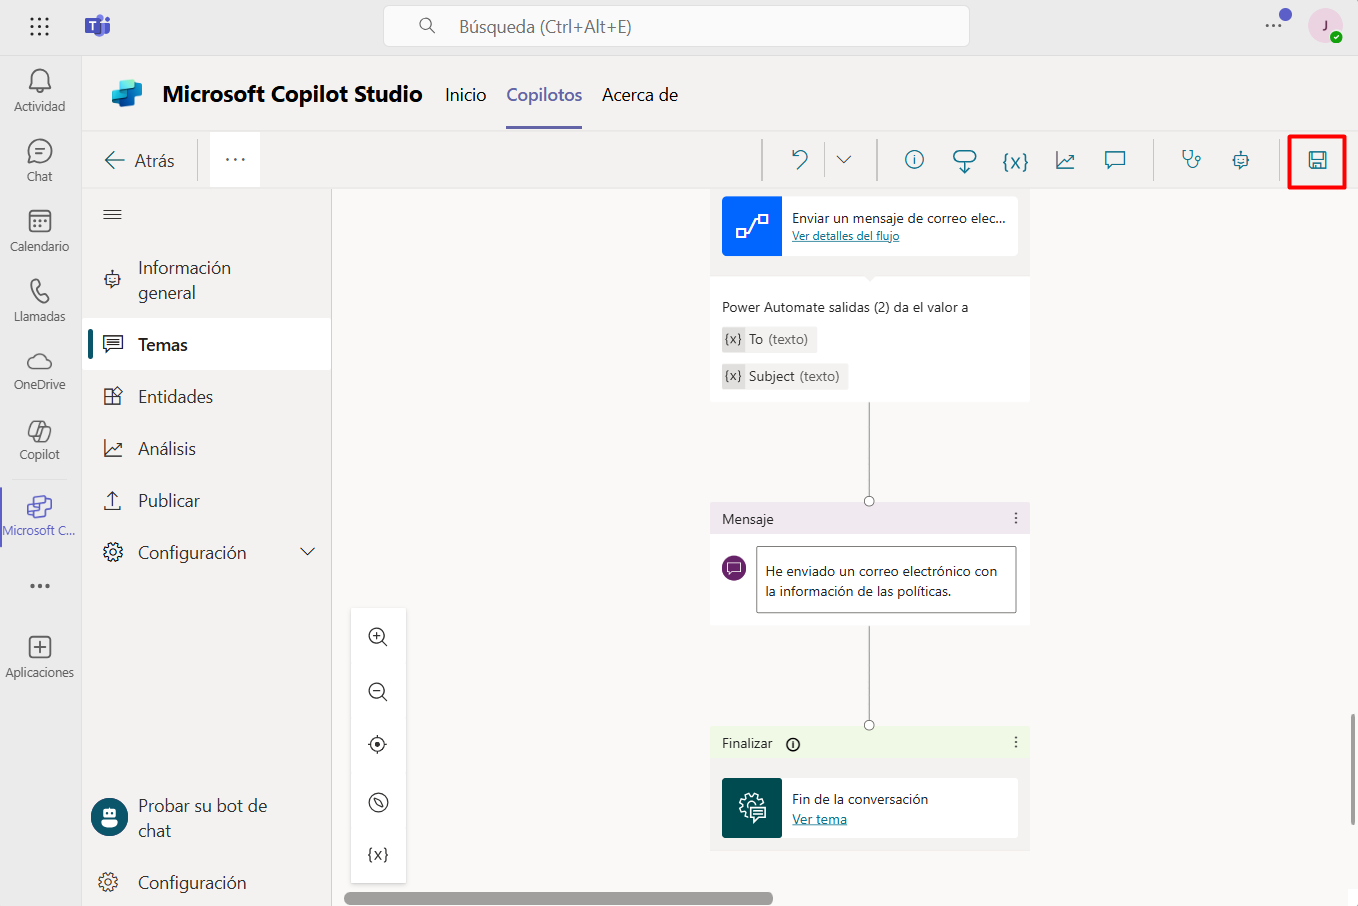 Búsqueda (Ctrl+Alt+E)
J
Actividad
Chat
Calendario
Llamadas
OneDrive
Copilot
Microsoft C...
Aplicaciones
Microsoft Copilot Studio
Inicio
Copilotos
Acerca de
Atrás
{x}
Información
general
Temas
Entidades
Análisis
Publicar
Configuración
Probar su bot de
chat
Configuración
Enviar un mensaje de correo elec...
Ver detalles del flujo
Power Automate salidas (2) da el valor a
{x} To (texto)
{x} Subject (texto)
Mensaje
He enviado un correo electrónico con
la información de las políticas.
Finalizar
Fin de la conversación
Ver tema
{x}